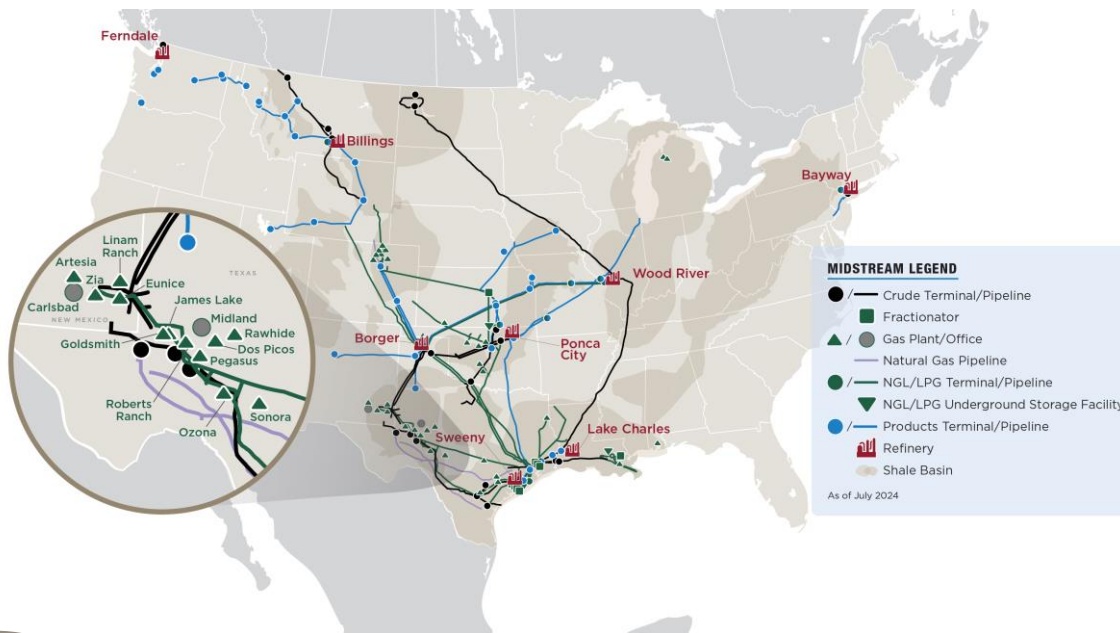 Ferndale
Billings
Bayway
Wood River
Borger
Ponca
City
Sweeny
Lake Charles
TEXAS
NEW MEXICO
Linam
Ranch
Artesia
Zia
Eunice
Carlsbad
James Lake
Midland
Goldsmith
Rawhide
Dos Picos
Pegasus
Roberts
Ranch
Sonora
Ozona
MIDSTREAM LEGEND
/ Crude Terminal/Pipeline
Fractionator
/ Gas Plant/Office
Natural Gas Pipeline
/ NGL/LPG Terminal/Pipeline
NGL/LPG Underground Storage Facility
/ Products Terminal/Pipeline
Refinery
Shale Basin
As of July 2024